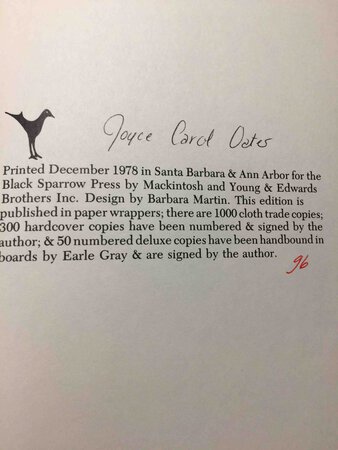 Joyce Carol Oates
Printed December 1978 in Santa Barbara & Ann Arbor for the
Black Sparrow Press by Mackintosh and Young & Edwards
Brothers Inc. Design by Barbara Martin. This edition is
published in paper wrappers; there are 1000 cloth trade copies;
300 hardcover copies have been numbered & signed by the
author; & 50 numbered deluxe copies have been handbound in
boards by Earle Gray & are signed by the author.
96